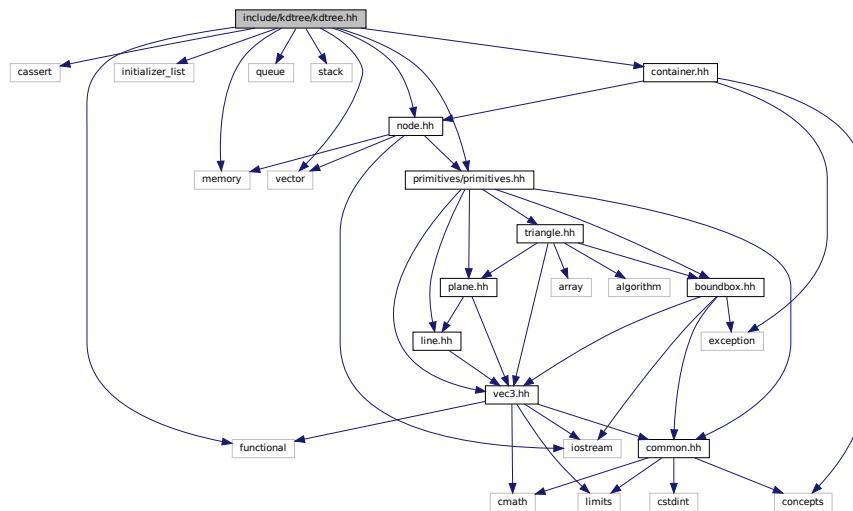 include/kdtree/kdtree.hh
cassert
initializer_list
queue
stack
container.hh
node.hh
memory
vector
primitives/primitives.hh
triangle.hh
plane.hh
array
algorithm
boundbox.hh
line.hh
exception
vec3.hh
functional
iostream
common.hh
cmath
limits
cstdint
concepts